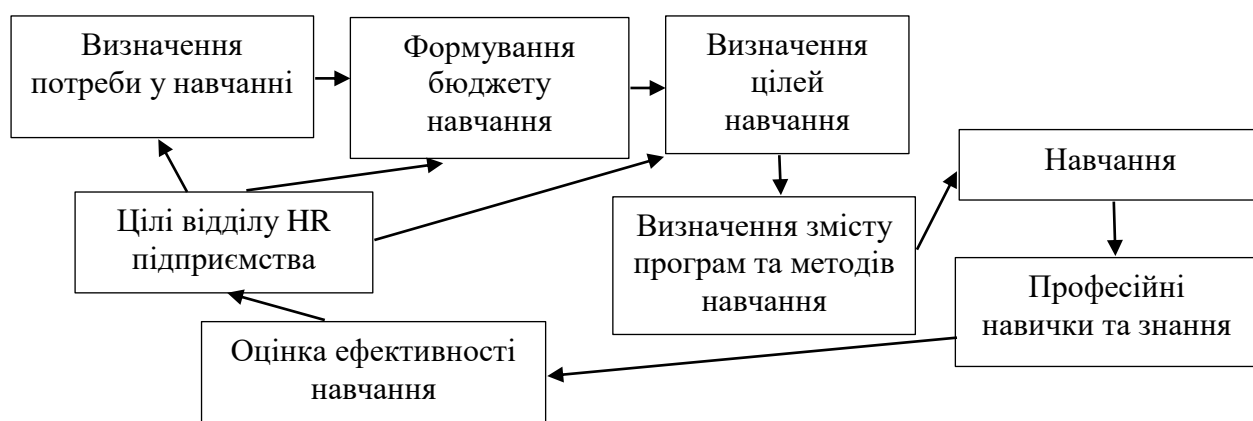 Визначення
потреби у навчанні
Формування
бюджету
навчання
Визначення
цілей
навчання
Навчання
Цілі відділу HR
підприємства
Визначення змісту
програм та методів
навчання
Професійні
навички та знання
Оцінка ефективності
навчання